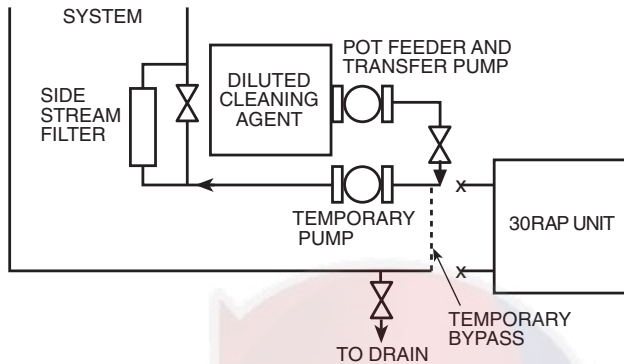 SYSTEM
POT FEEDER AND
TRANSFER PUMP
DILUTED
CLEANING
AGENT
SIDE
STREAM
FILTER
TEMPORARY
PUMP
x
x
30RAP UNIT
TEMPORARY
BYPASS
TO DRAIN